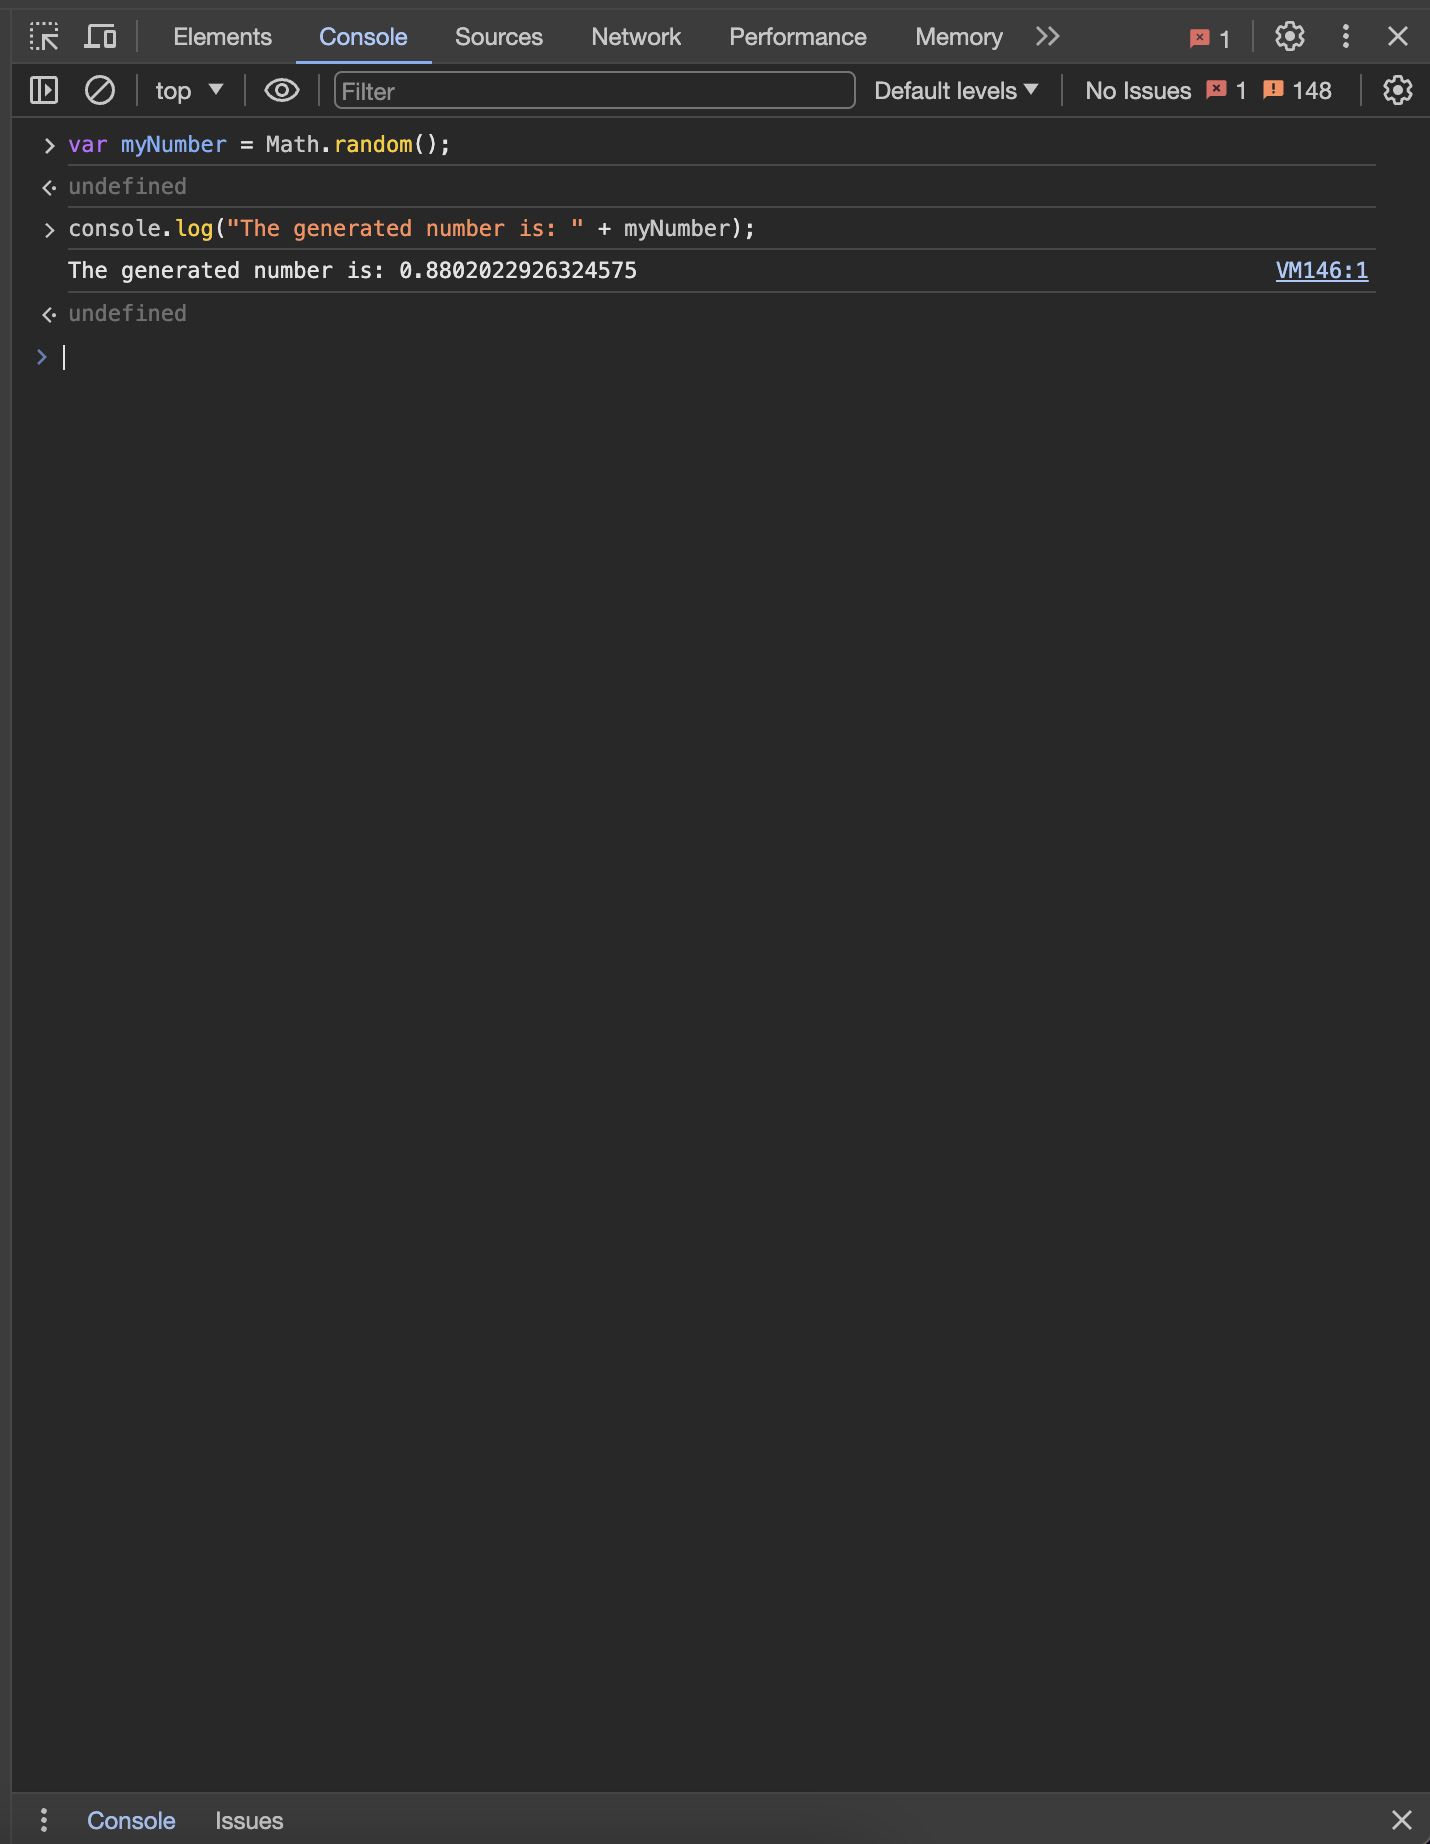 Elements Console Sources Network Performance Memory 1
top Filter Default levels No Issues 1 148
var myNumber = Math.random();
undefined
console.log("The generated number is: " + myNumber);
The generated number is: 0.8802022926324575 VM146:1
undefined
Console Issues